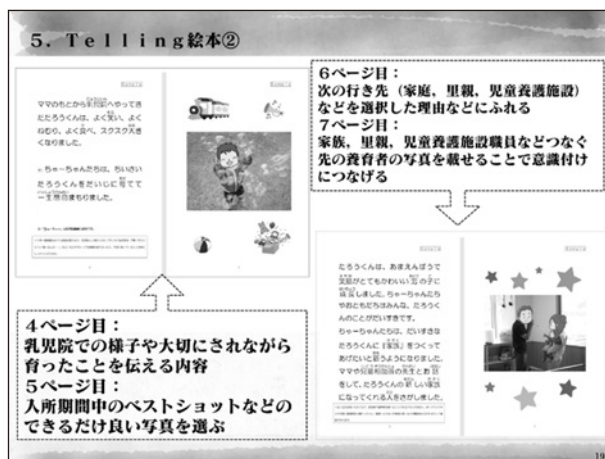 5. Telling絵本②
ママのもとから乳児院へやってき
たたろうくんは、よく笑い、よく
ねむり、よく食べ、スクスク大き
くなりました。
ちゃーちゃんたちは、ちいさい
たろうくんをだいじに育てて
6ページ目：
次の行き先（家庭，里親，児童養護施設）
などを選択した理由などにふれる
7ページ目：
家族，里親，児童養護施設職員などつなぐ
先の養育者の写真を載せることで意識付け
につなげる
4ページ目：
乳児院での様子や大切にされながら
育ったことを伝える内容
5ページ目：
入所期間中のベストショットなどの
できるだけ良い写真を選ぶ
たろうくんは、あまえんぼうで
笑顔がとてもかわいい男の子に
成長しました。ちゃーちゃんたち
やおともだちはみんな、たろうく
んのことがだいすきです。
ちゃーちゃんたちは、だいすきな
たろうくんに「家族」をつくって
あげたいと思うようになりました。
ママや児童相談所の先生とお話
をして、たろうくんの新しい家族
になってくれる人をさがしました。
19